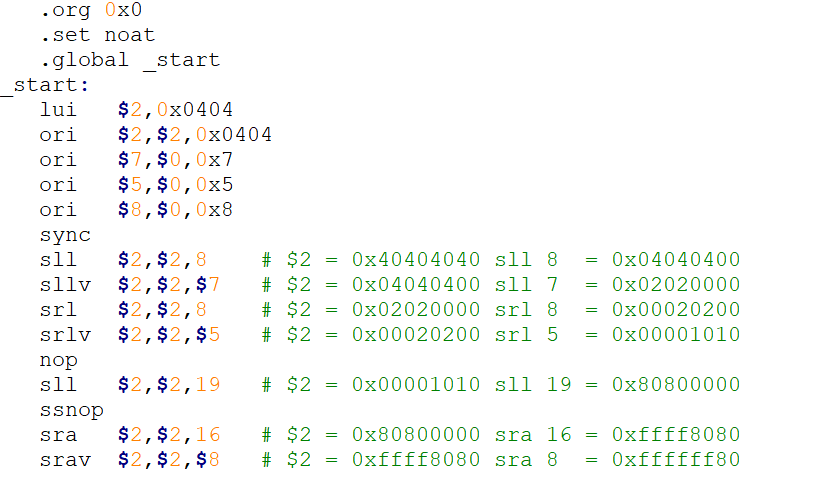 .org 0x0
.set noat
.global _start
_start:
lui $2,0x0404
ori $2,$2,0x0404
ori $7,$0,0x7
ori $5,$0,0x5
ori $8,$0,0x8
sync
sll $2,$2,8 # $2 = 0x40404040 sll 8 = 0x04040400
sllv $2,$2,$7 # $2 = 0x04040400 sll 7 = 0x02020000
srl $2,$2,8 # $2 = 0x02020000 srl 8 = 0x00020200
srlv $2,$2,$5 # $2 = 0x00020200 srl 5 = 0x00001010
nop
sll $2,$2,19 # $2 = 0x00001010 sll 19 = 0x80800000
ssnop
sra $2,$2,16 # $2 = 0x80800000 sra 16 = 0xffff8080
srav $2,$2,$8 # $2 = 0xffff8080 sra 8 = 0xffffff80